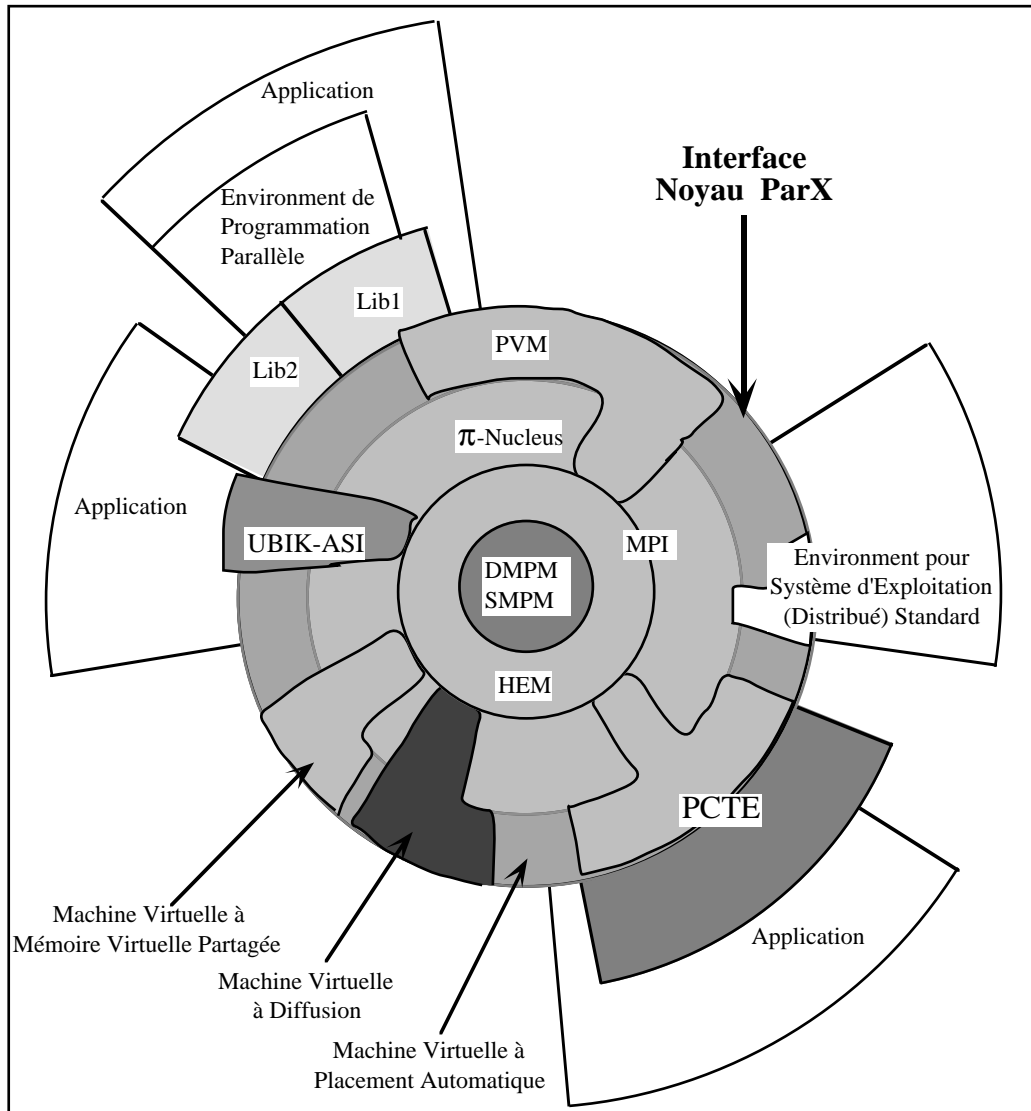 Application
Interface
Noyau ParX
Environment de
Programmation
Parallèle
Lib1
PVM
Lib2
π-Nucleus
Application
UBIK-ASI
MPI
DMPM
SMPM
Environment pour
Système d'Exploitation
(Distribué) Standard
HEM
PCTE
Machine Virtuelle à
Mémoire Virtuelle Partagée
Application
Machine Virtuelle
à Diffusion
Machine Virtuelle à
Placement Automatique